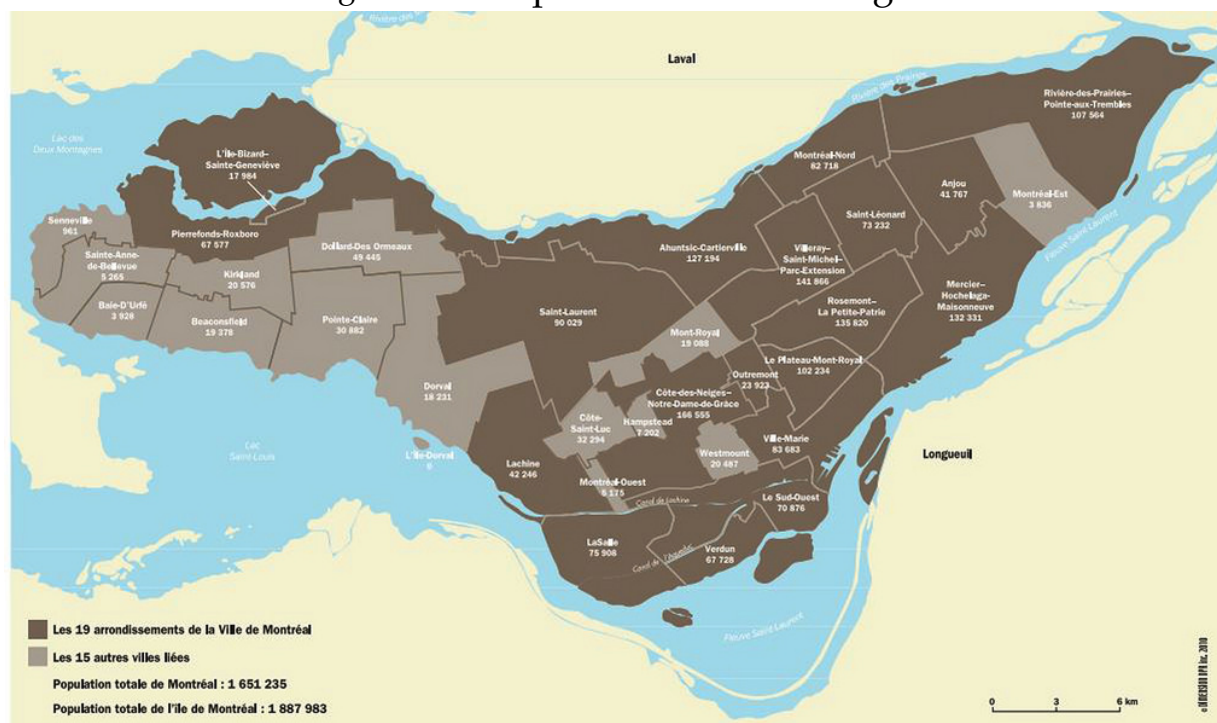 Laval
Rivière des Prairies
Rivière-des-Prairies–
Pointe-aux-Trembles
107 564
Lac des
Deux Montagnes
L'Île-Bizard–
Sainte-Geneviève
17 984
Montréal-Nord
82 718
Anjou
41 767
Montréal-Est
3 836
Senneville
961
Pierrefonds-Roxboro
67 577
Saint-Léonard
73 232
Fleuve Saint-Laurent
Sainte-Anne-
de-Bellevue
5 265
Dollard-Des Ormeaux
49 445
Ahuntsic-Cartierville
127 194
Villeray–
Saint-Michel–
Parc-Extension
141 866
Kirkland
20 576
Baie-D'Urfé
3 928
Beaconsfield
19 378
Pointe-Claire
30 882
Saint-Laurent
90 029
Rosemont–
La Petite-Patrie
135 820
Mercier–
Hochelaga-
Maisonneuve
132 331
Mont-Royal
19 088
Le Plateau-Mont-Royal
102 234
Outremont
23 923
Dorval
18 231
Côte-des-Neiges–
Notre-Dame-de-Grâce
166 555
Côte-
Saint-Luc
32 294
Hampstead
7 202
Ville-Marie
83 683
Lac
Saint-Louis
L'Île-Dorval
0
Lachine
42 246
Westmount
20 487
Longueuil
Montréal-Ouest
5 175
Canal de Lachine
Le Sud-Ouest
70 876
LaSalle
75 908
Canal de l'Aqueduc
Verdun
67 728
Fleuve Saint-Laurent
Les 19 arrondissements de la Ville de Montréal
Les 15 autres villes liées
Population totale de Montréal : 1 651 235
Population totale de l'île de Montréal : 1 887 983
0 3 6 km